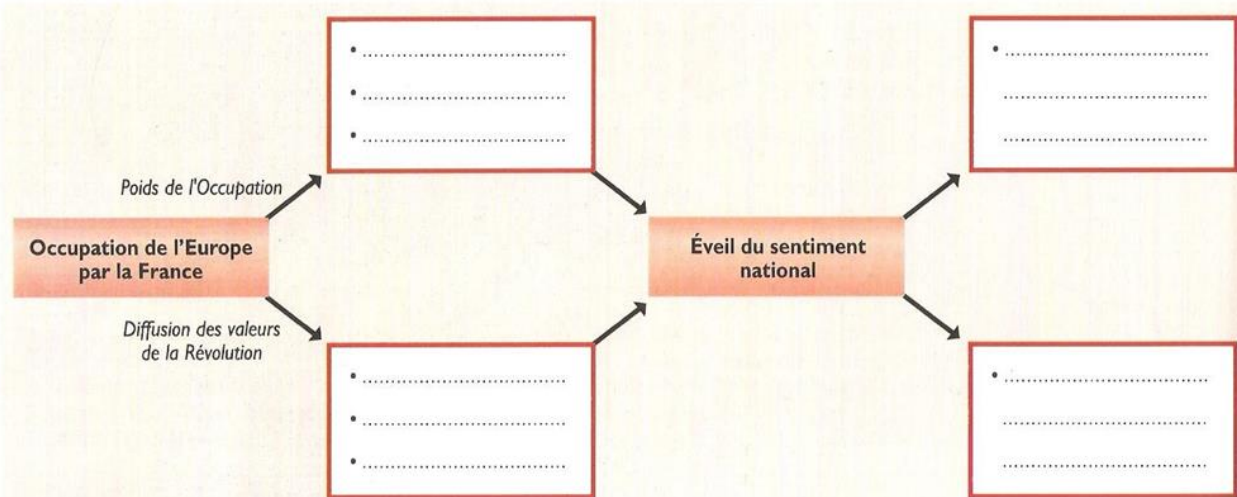 Poids de l'Occupation
Occupation de l'Europe
par la France
Diffusion des valeurs
de la Révolution
Éveil du sentiment
national